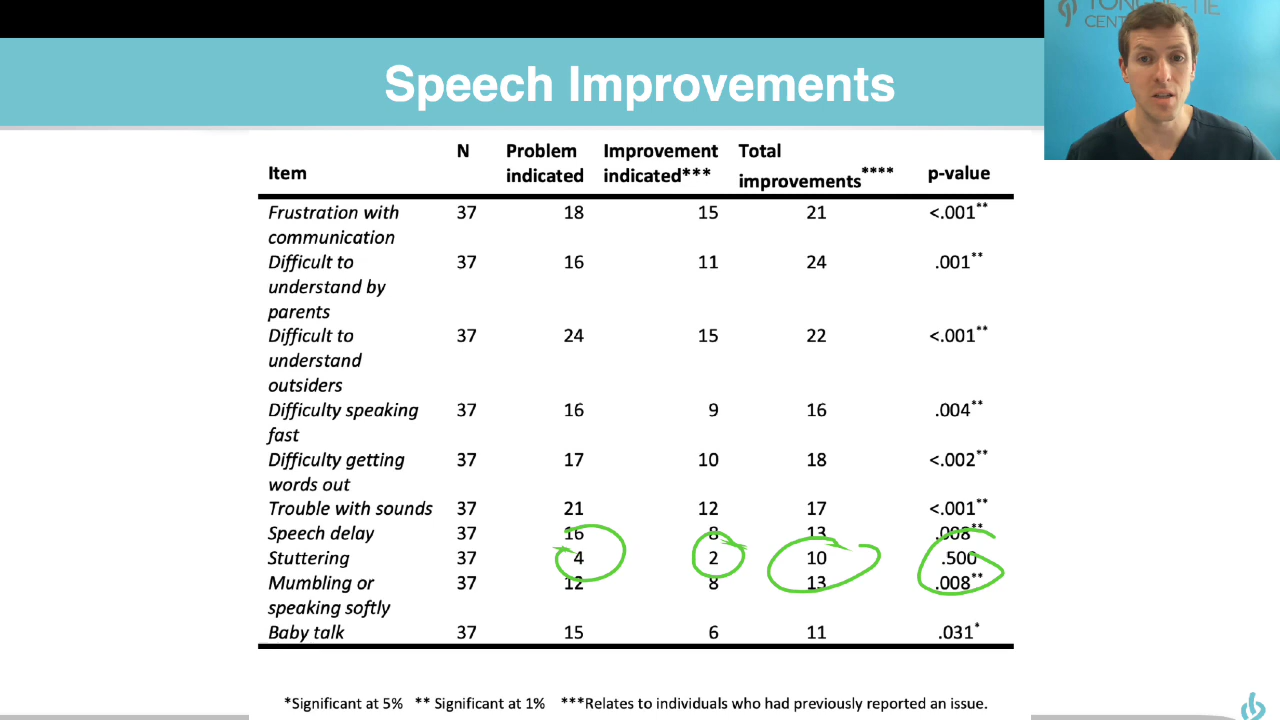 TONGUE-TIE
CENT
Speech Improvements
Item N Problem indicated Improvement indicated*** Total improvements**** p-value
Frustration with communication 37 18 15 21 <.001**
Difficult to understand by parents 37 16 11 24 .001**
Difficult to understand outsiders 37 24 15 22 <.001**
Difficulty speaking fast 37 16 9 16 .004**
Difficulty getting words out 37 17 10 18 <.002**
Trouble with sounds 37 21 12 17 <.001**
Speech delay 37 16 8 13 .008**
Stuttering 37 4 2 10 .500
Mumbling or speaking softly 37 12 8 13 .008**
Baby talk 37 15 6 11 .031*
*Significant at 5% ** Significant at 1% ***Relates to individuals who had previously reported an issue.